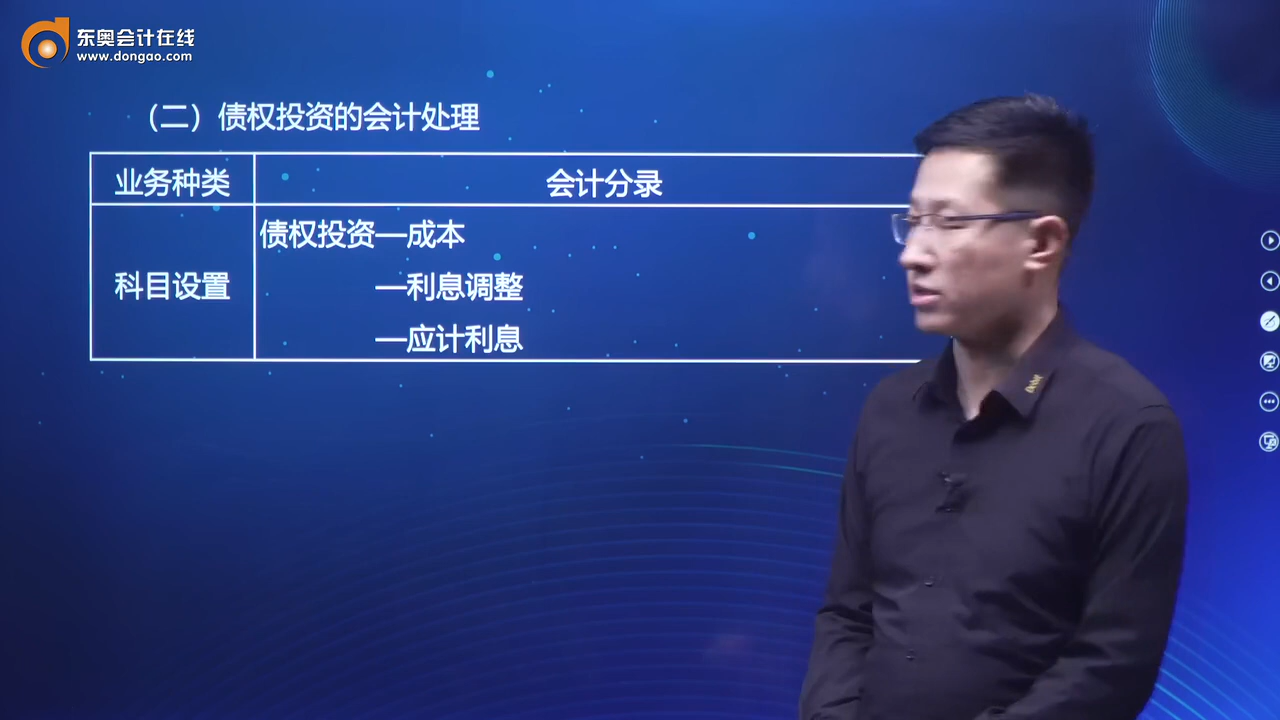 东奥会计在线
www.dongao.com
（二）债权投资的会计处理
业务种类
会计分录
科目设置
债权投资—成本
—利息调整
—应计利息
Debit